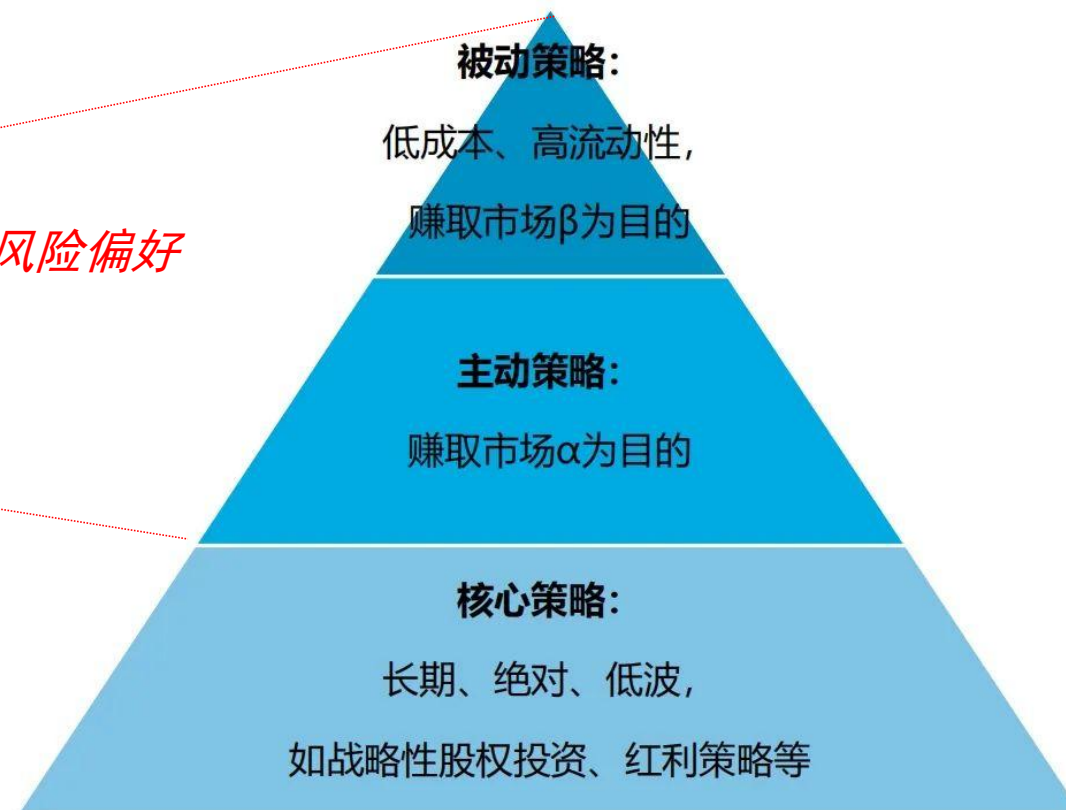 被动策略：
低成本、高流动性，
赚取市场β为目的
风险偏好
主动策略：
赚取市场α为目的
核心策略：
长期、绝对、低波，
如战略性股权投资、红利策略等